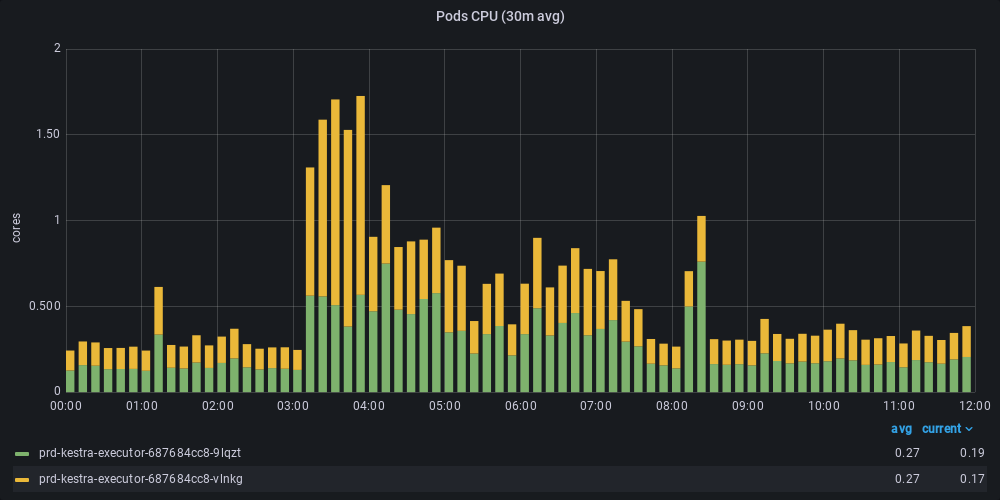 Pods CPU (30m avg)
2
1.50
1
0.500
0
cores
00:00 01:00 02:00 03:00 04:00 05:00 06:00 07:00 08:00 09:00 10:00 11:00 12:00
avg current
prd-kestra-executor-687684cc8-9lqzt 0.27 0.19
prd-kestra-executor-687684cc8-vlnkg 0.27 0.17